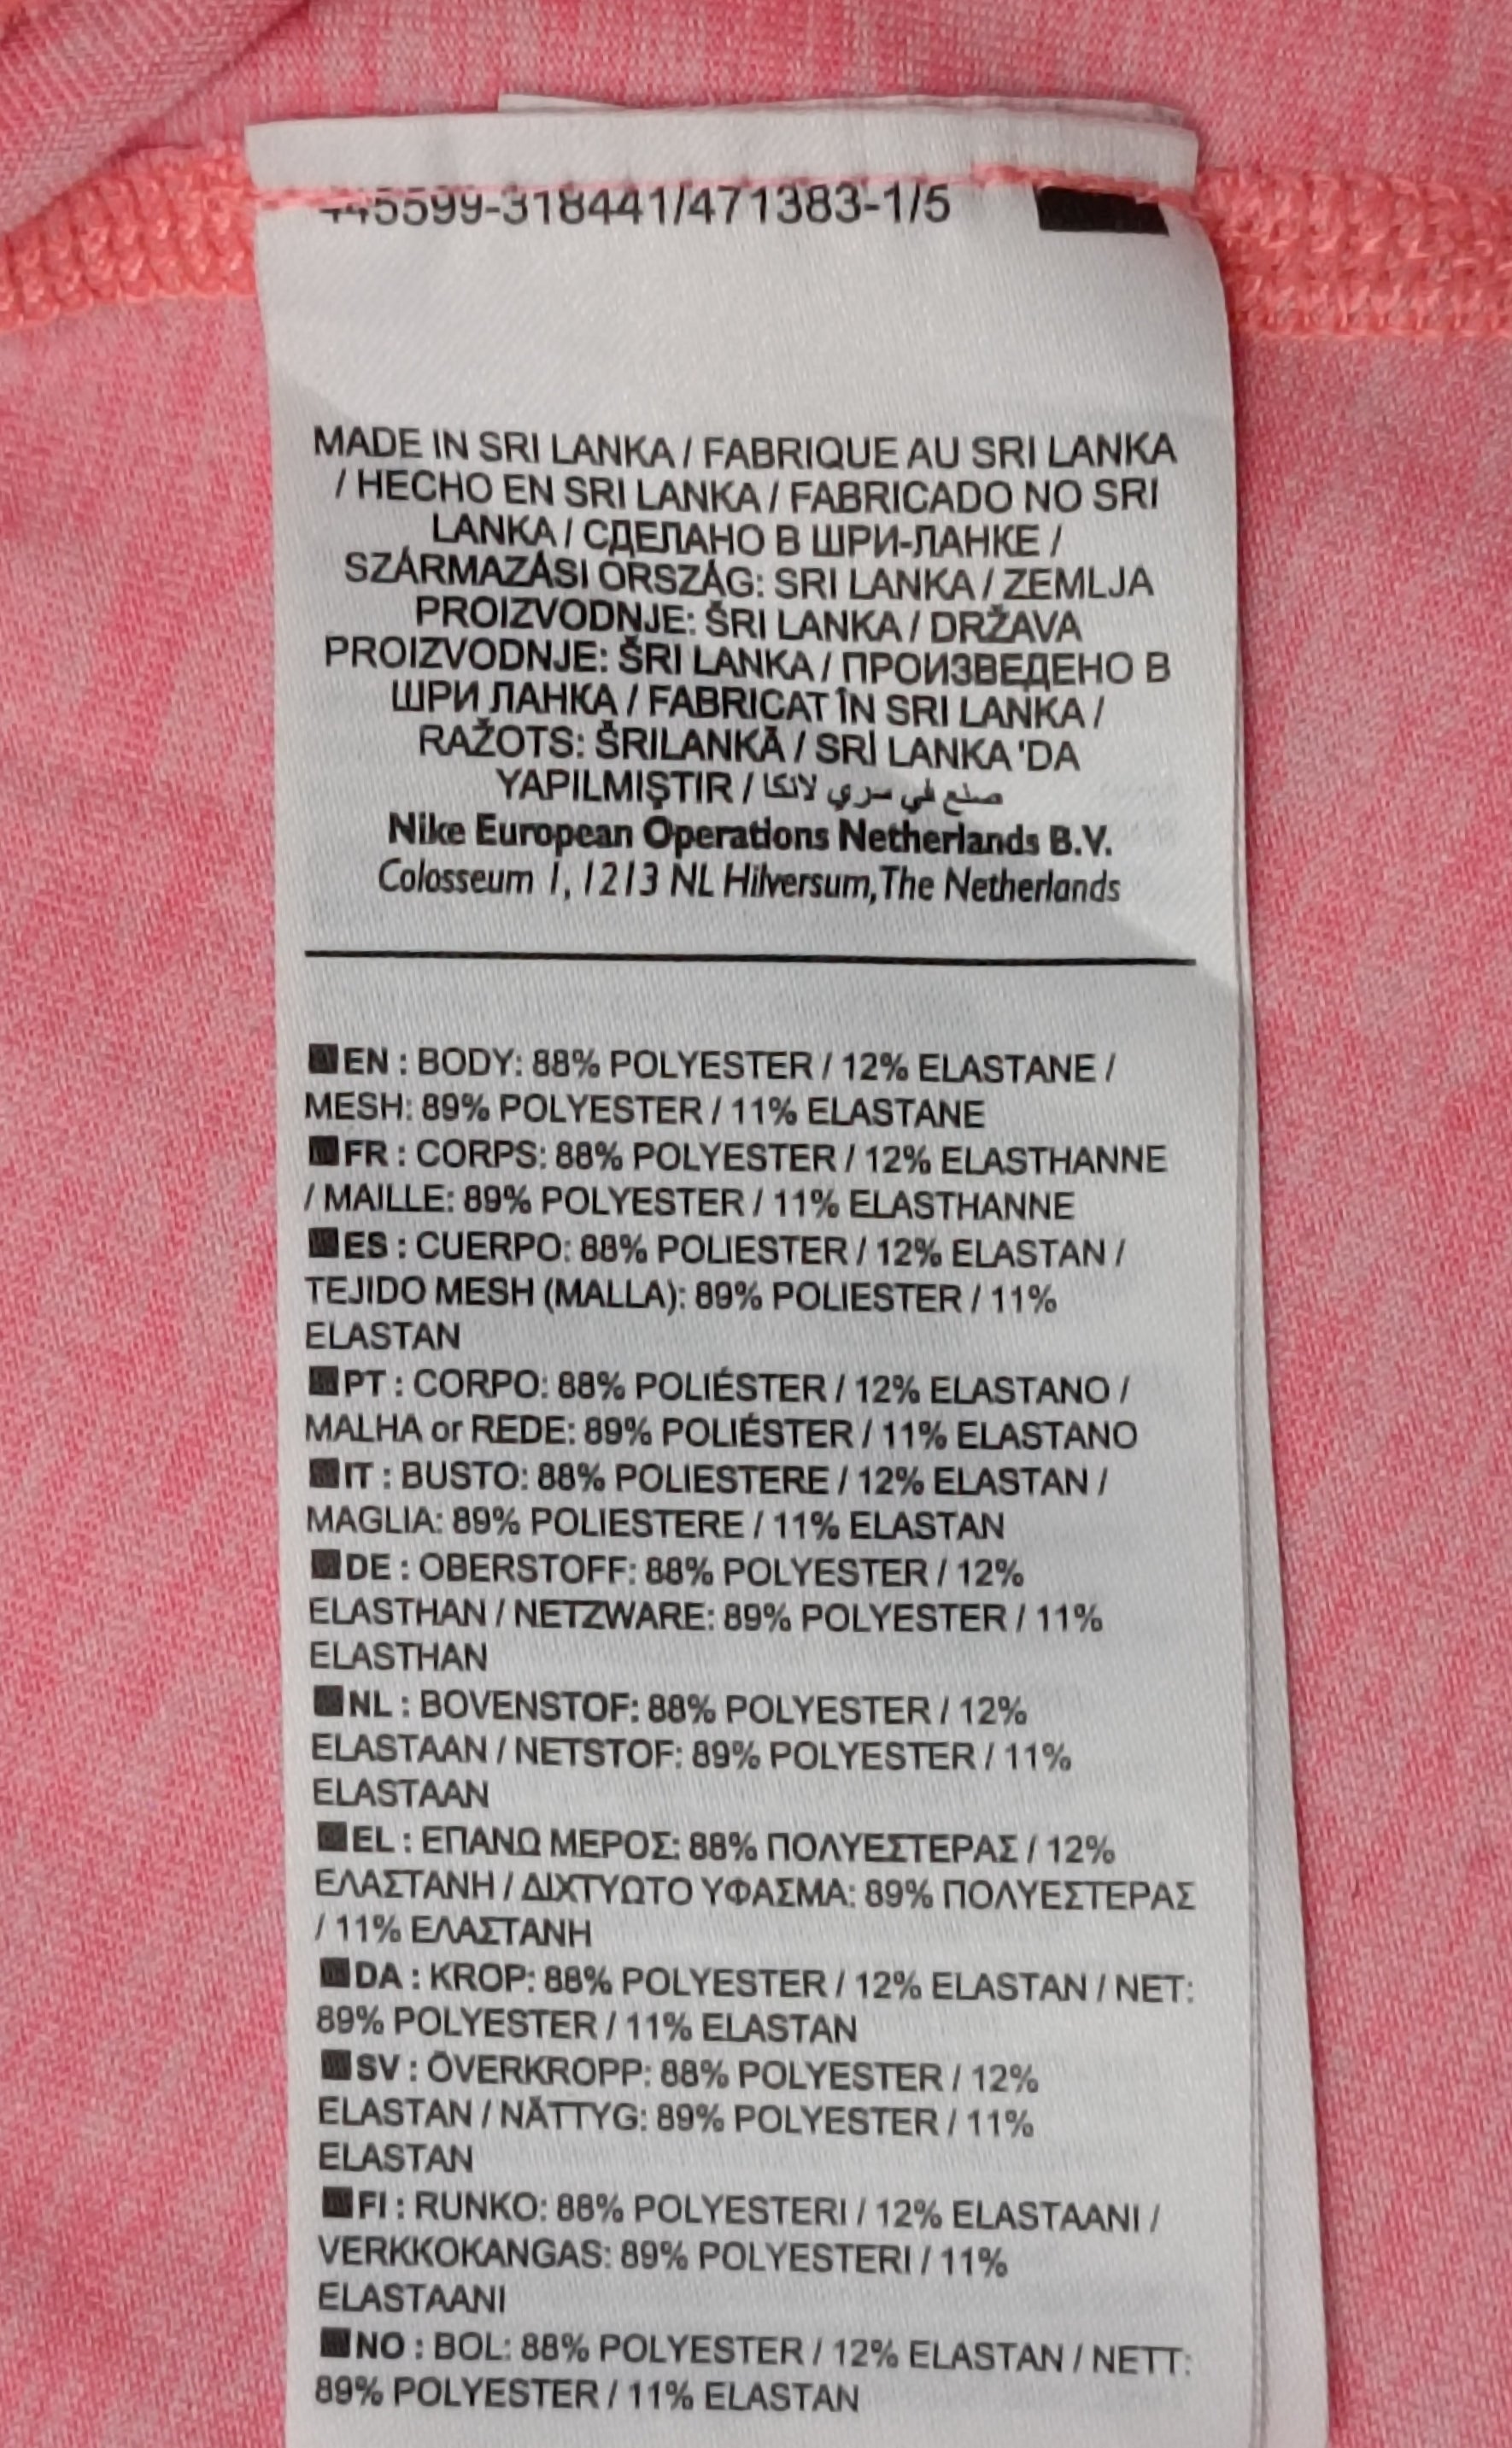 445599-318441/471383-1/5
MADE IN SRI LANKA / FABRIQUE AU SRI LANKA
/ HECHO EN SRI LANKA / FABRICADO NO SRI
LANKA / СДЕЛАНО В ШРИ-ЛАНКЕ /
SZÁRMAZÁSI ORSZÁG: SRI LANKA / ZEMLJA
PROIZVODNJE: ŠRI LANKA / DRŽAVA
PROIZVODNJE: ŠRI LANKA / ПРОИЗВЕДЕНО В
ШРИ ЛАНКА / FABRICAT ÎN SRI LANKA /
RAŽOTS: ŠRILANKĀ / SRİ LANKA 'DA
YAPILMIŞTIR / صنع في سري لانكا
Nike European Operations Netherlands B.V.
Colosseum 1, 1213 NL Hilversum, The Netherlands
EN : BODY: 88% POLYESTER / 12% ELASTANE /
MESH: 89% POLYESTER / 11% ELASTANE
FR : CORPS: 88% POLYESTER / 12% ELASTHANNE
/ MAILLE: 89% POLYESTER / 11% ELASTHANNE
ES : CUERPO: 88% POLIESTER / 12% ELASTAN /
TEJIDO MESH (MALLA): 89% POLIESTER / 11%
ELASTAN
PT : CORPO: 88% POLIÉSTER / 12% ELASTANO /
MALHA or REDE: 89% POLIÉSTER / 11% ELASTANO
IT : BUSTO: 88% POLIESTERE / 12% ELASTAN /
MAGLIA: 89% POLIESTERE / 11% ELASTAN
DE : OBERSTOFF: 88% POLYESTER / 12%
ELASTHAN / NETZWARE: 89% POLYESTER / 11%
ELASTHAN
NL : BOVENSTOF: 88% POLYESTER / 12%
ELASTAAN / NETSTOF: 89% POLYESTER / 11%
ELASTAAN
EL : ΕΠΑΝΩ ΜΕΡΟΣ: 88% ΠΟΛΥΕΣΤΕΡΑΣ / 12%
ΕΛΑΣΤΑΝΗ / ΔΙΧΤΥΩΤΟ ΥΦΑΣΜΑ: 89% ΠΟΛΥΕΣΤΕΡΑΣ
/ 11% ΕΛΑΣΤΑΝΗ
DA : KROP: 88% POLYESTER / 12% ELASTAN / NET:
89% POLYESTER / 11% ELASTAN
SV : ÖVERKROPP: 88% POLYESTER / 12%
ELASTAN / NÄTTYG: 89% POLYESTER / 11%
ELASTAN
FI : RUNKO: 88% POLYESTERI / 12% ELASTAANI /
VERKKOKANGAS: 89% POLYESTERI / 11%
ELASTAANI
NO : BOL: 88% POLYESTER / 12% ELASTAN / NETT:
89% POLYESTER / 11% ELASTAN